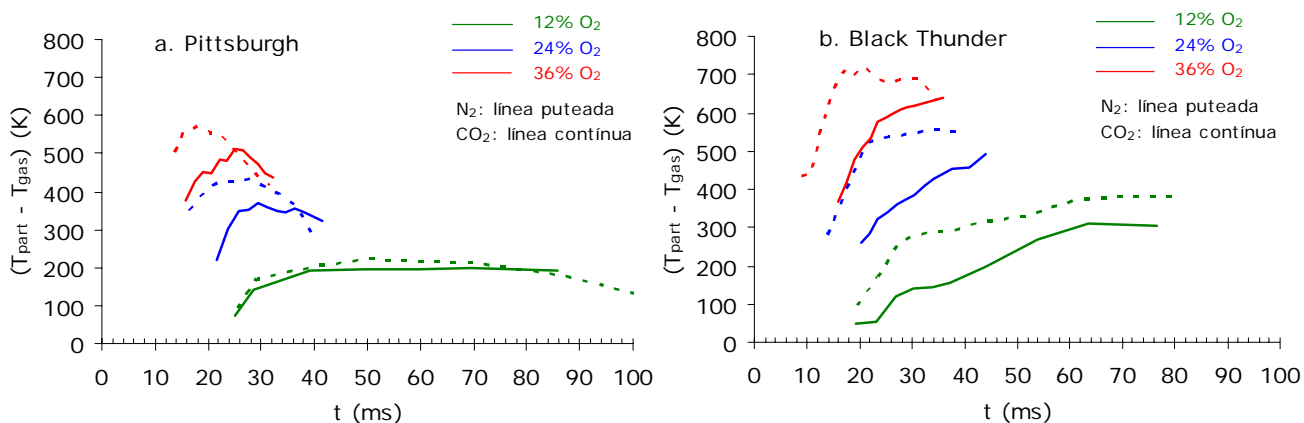 a. Pittsburgh
12% O₂
24% O₂
36% O₂
N₂: línea puteada
CO₂: línea contínua
(Tpart - Tgas) (K)
800
700
600
500
400
300
200
100
0
0 10 20 30 40 50 60 70 80 90 100
t (ms)
b. Black Thunder
12% O₂
24% O₂
36% O₂
N₂: línea puteada
CO₂: línea contínua
(Tpart - Tgas) (K)
800
700
600
500
400
300
200
100
0
0 10 20 30 40 50 60 70 80 90 100
t (ms)